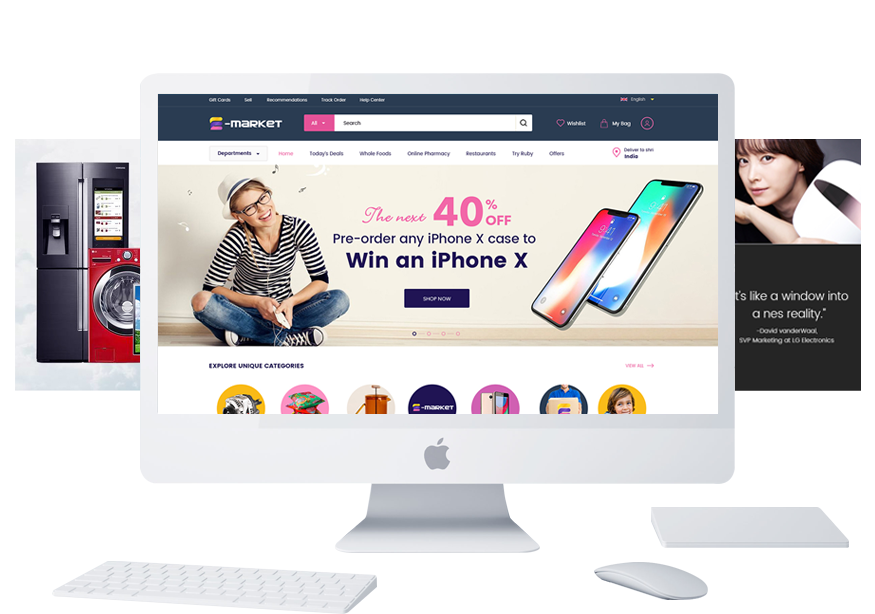 Gift Cards Sell Recommendations Track Order Help Center English
E-MARKET All Search Wishlist My Bag
Departments Home Today's Deals Whole Foods Online Pharmacy Restaurants Try Ruby Offers
Deliver to shri
India
The next 40% OFF
Pre-order any iPhone X case to
Win an iPhone X
SHOP NOW
9:41
t's like a window into
a nes reality."
-David vanderWaal,
SVP Marketing at LG Electronics
EXPLORE UNIQUE CATEGORIES VIEW ALL
E-MARKET